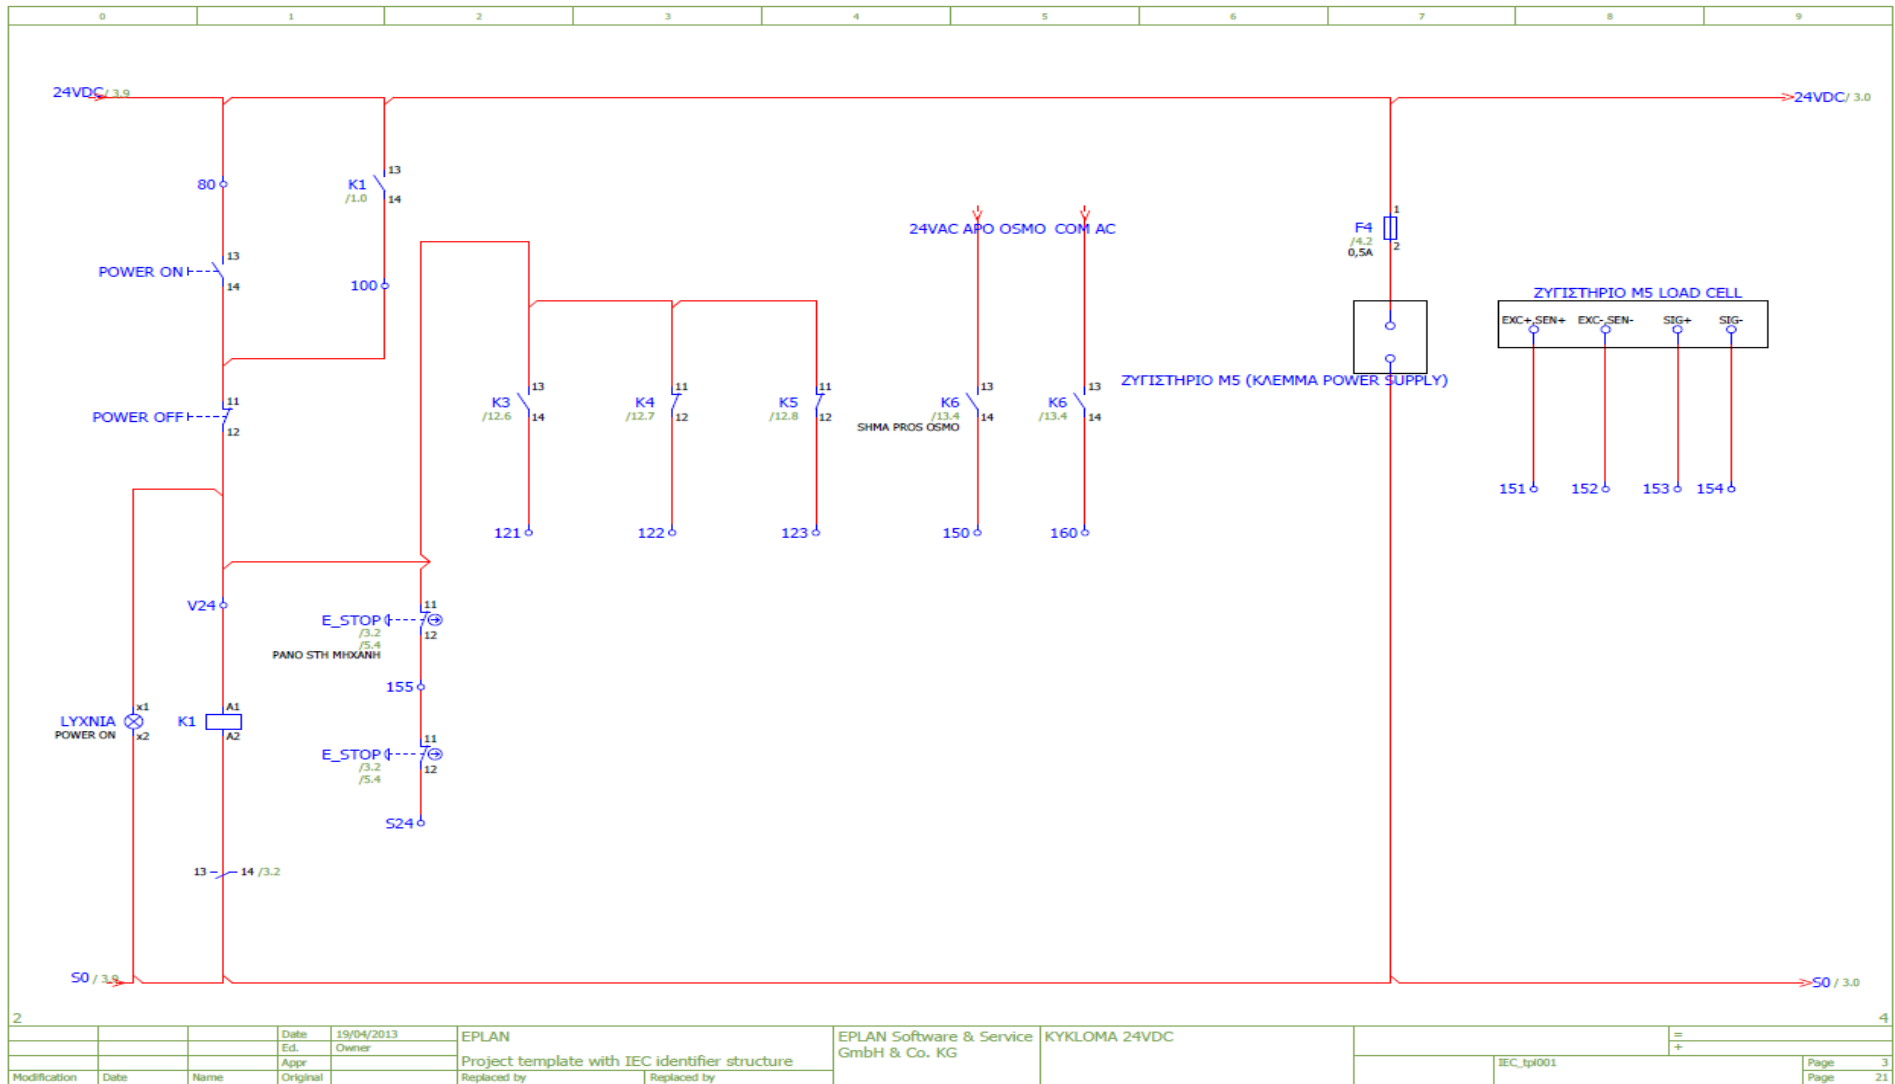 0 1 2 3 4 5 6 7 8 9
24VDC / 3.9
24VDC / 3.0
80
K1
/1.0
13
14
POWER ON
13
14
100
24VAC APO OSMO COM AC
F4
/4.2
0,5A
1
2
ΖΥΓΙΣΤΗΡΙΟ M5 LOAD CELL
EXC+,SEN+ EXC-,SEN- SIG+ SIG-
ΖΥΓΙΣΤΗΡΙΟ M5 (ΚΛΕΜΜΑ POWER SUPPLY)
POWER OFF
11
12
K3
/12.6
13
14
K4
/12.7
11
12
K5
/12.8
11
12
K6
/13.4
SHMA PROS OSMO
13
14
K6
/13.4
13
14
151 152 153 154
121 122 123 150 160
V24
E_STOP
/3.2
/5.4
PANO STH MHXANH
11
12
155
LYXNIA
POWER ON
x1
x2
K1
A1
A2
E_STOP
/3.2
/5.4
11
12
S24
13 14 /3.2
S0 / 3.9
S0 / 3.0
2
4
Date 19/04/2013
Ed. Owner
Appr
Modification Date Name Original
EPLAN
Project template with IEC identifier structure
Replaced by Replaced by
EPLAN Software & Service
GmbH & Co. KG
KYKLOMA 24VDC
=
+
IEC_tpl001
Page 3
Page 21